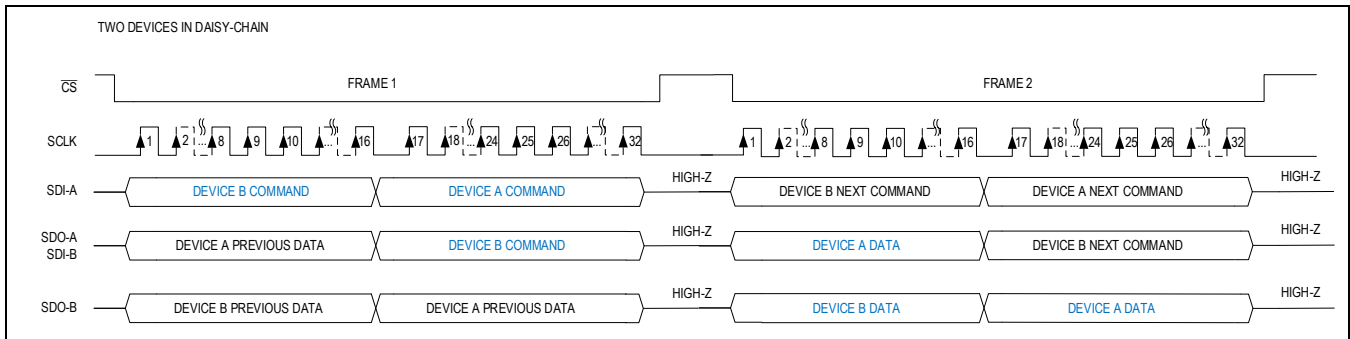 TWO DEVICES IN DAISY-CHAIN
CS FRAME 1 FRAME 2
SCLK 1 2 ... 8 9 10 ... 16 17 18 ... 24 25 26 ... 32 1 2 ... 8 9 10 ... 16 17 18 ... 24 25 26 ... 32
SDI-A DEVICE B COMMAND DEVICE A COMMAND HIGH-Z DEVICE B NEXT COMMAND DEVICE A NEXT COMMAND HIGH-Z
SDO-A
SDI-B DEVICE A PREVIOUS DATA DEVICE B COMMAND HIGH-Z DEVICE A DATA DEVICE B NEXT COMMAND HIGH-Z
SDO-B DEVICE B PREVIOUS DATA DEVICE A PREVIOUS DATA HIGH-Z DEVICE B DATA DEVICE A DATA HIGH-Z